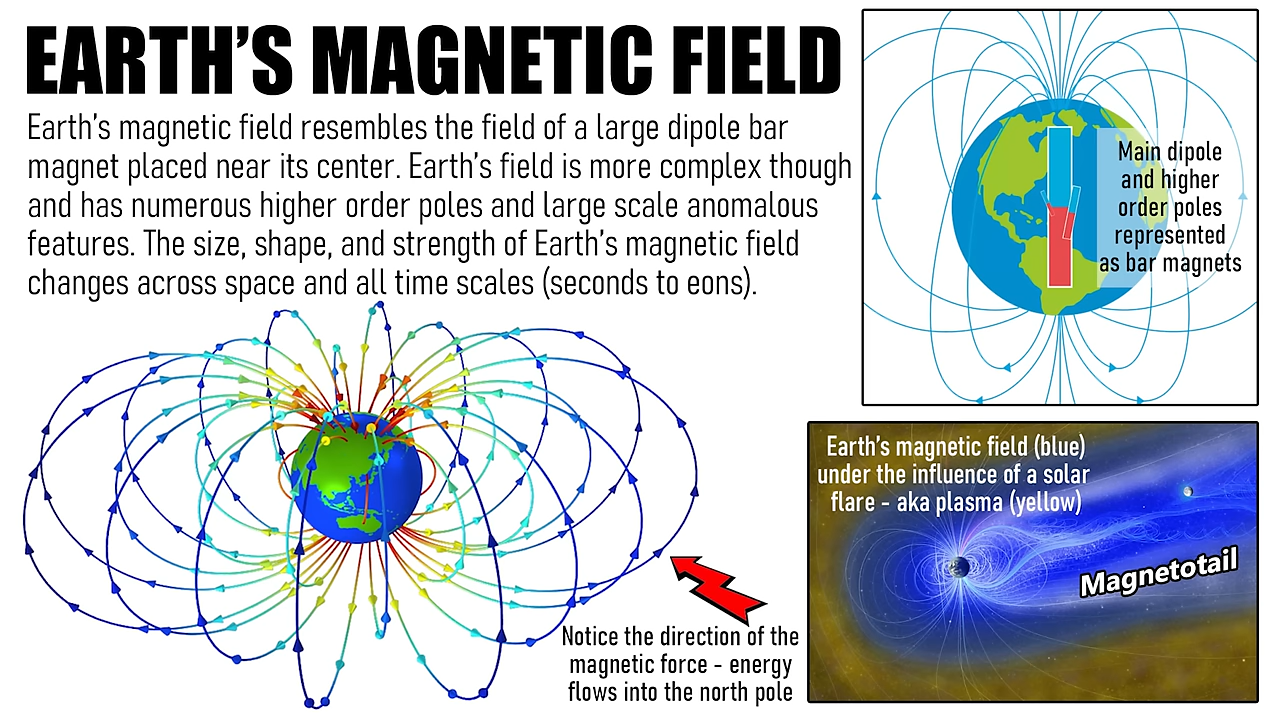 EARTH'S MAGNETIC FIELD
Earth's magnetic field resembles the field of a large dipole bar
magnet placed near its center. Earth's field is more complex though
and has numerous higher order poles and large scale anomalous
features. The size, shape, and strength of Earth's magnetic field
changes across space and all time scales (seconds to eons).
Main dipole
and higher
order poles
represented
as bar magnets
Earth's magnetic field (blue)
under the influence of a solar
flare - aka plasma (yellow)
Magnetotail
Notice the direction of the
magnetic force - energy
flows into the north pole